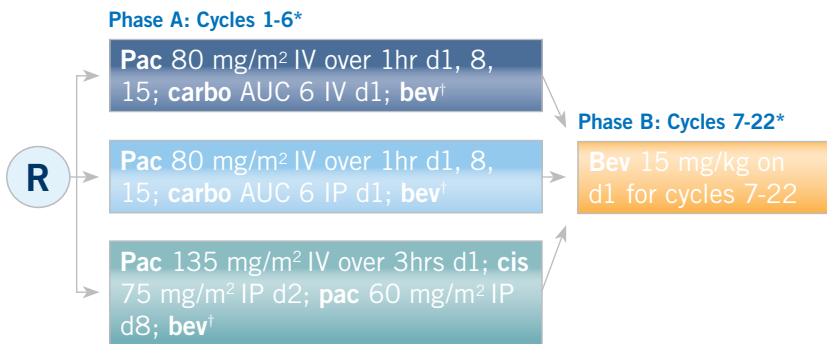 Phase A: Cycles 1-6*
Pac 80 mg/m² IV over 1hr d1, 8,
15; carbo AUC 6 IV d1; bev†
Pac 80 mg/m² IV over 1hr d1, 8,
15; carbo AUC 6 IP d1; bev†
Pac 135 mg/m² IV over 3hrs d1; cis
75 mg/m² IP d2; pac 60 mg/m² IP
d8; bev†
R
Phase B: Cycles 7-22*
Bev 15 mg/kg on
d1 for cycles 7-22